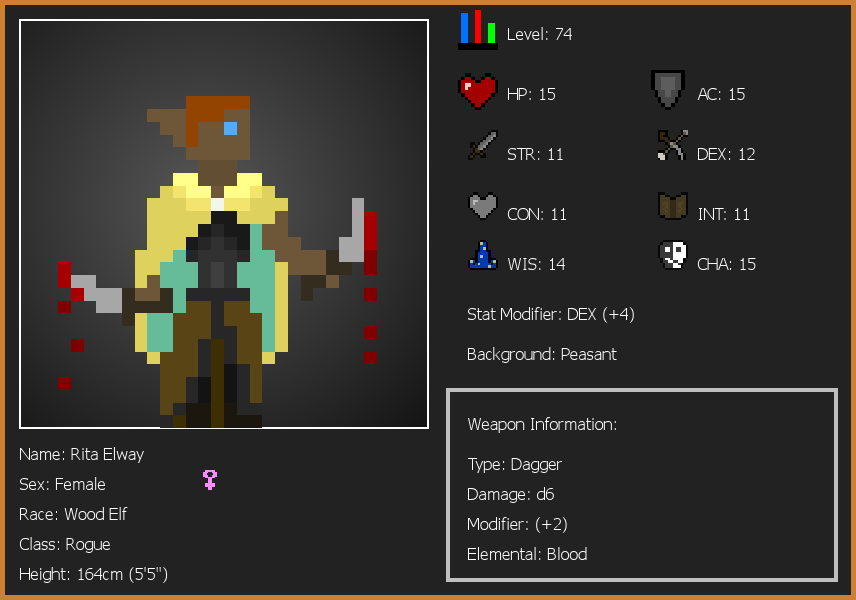 Level: 74
HP: 15
AC: 15
STR: 11
DEX: 12
CON: 11
INT: 11
WIS: 14
CHA: 15
Stat Modifier: DEX (+4)
Background: Peasant
Weapon Information:
Type: Dagger
Damage: d6
Modifier: (+2)
Elemental: Blood
Name: Rita Elway
Sex: Female
Race: Wood Elf
Class: Rogue
Height: 164cm (5'5")